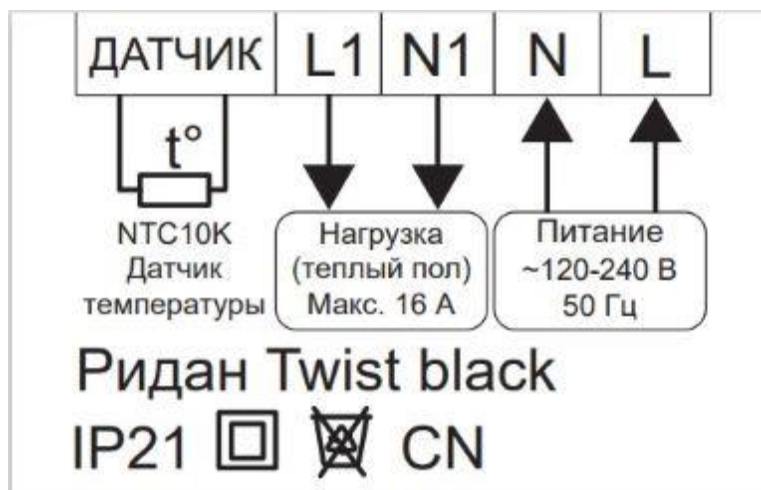 ДАТЧИК L1 N1 N L
t°
NTC10K
Датчик
температуры
Нагрузка
(теплый пол)
Макс. 16 А
Питание
~120-240 В
50 Гц
Ридан Twist black
IP21 CN